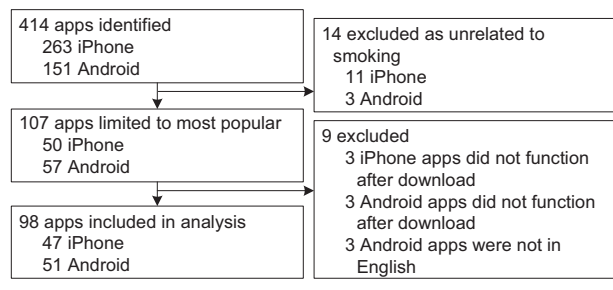 414 apps identified
263 iPhone
151 Android
14 excluded as unrelated to
smoking
11 iPhone
3 Android
107 apps limited to most popular
50 iPhone
57 Android
9 excluded
3 iPhone apps did not function
after download
3 Android apps did not function
after download
3 Android apps were not in
English
98 apps included in analysis
47 iPhone
51 Android